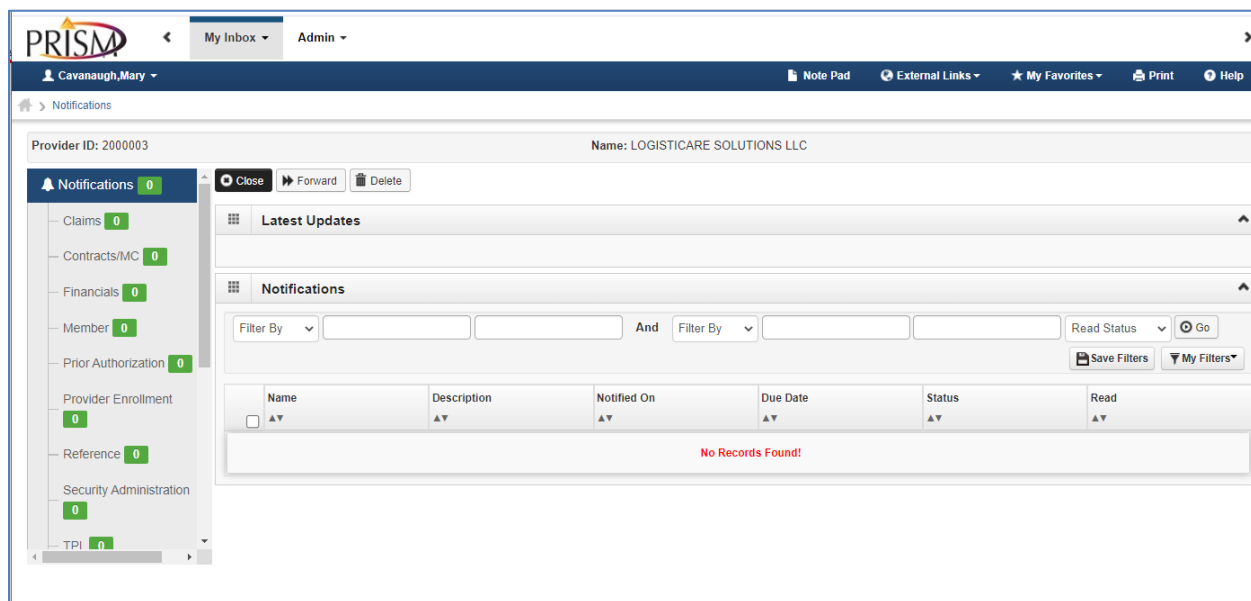 PRISM
My Inbox
Admin
Cavanaugh,Mary
Note Pad
External Links
My Favorites
Print
Help
Notifications
Provider ID: 2000003
Name: LOGISTICARE SOLUTIONS LLC
Notifications 0
Close
Forward
Delete
Claims 0
Latest Updates
Contracts/MC 0
Financials 0
Notifications
Member 0
Filter By
And
Filter By
Read Status
Go
Prior Authorization 0
Save Filters
My Filters
Provider Enrollment
0
Name
Description
Notified On
Due Date
Status
Read
Reference 0
No Records Found!
Security Administration
0
TPL 0